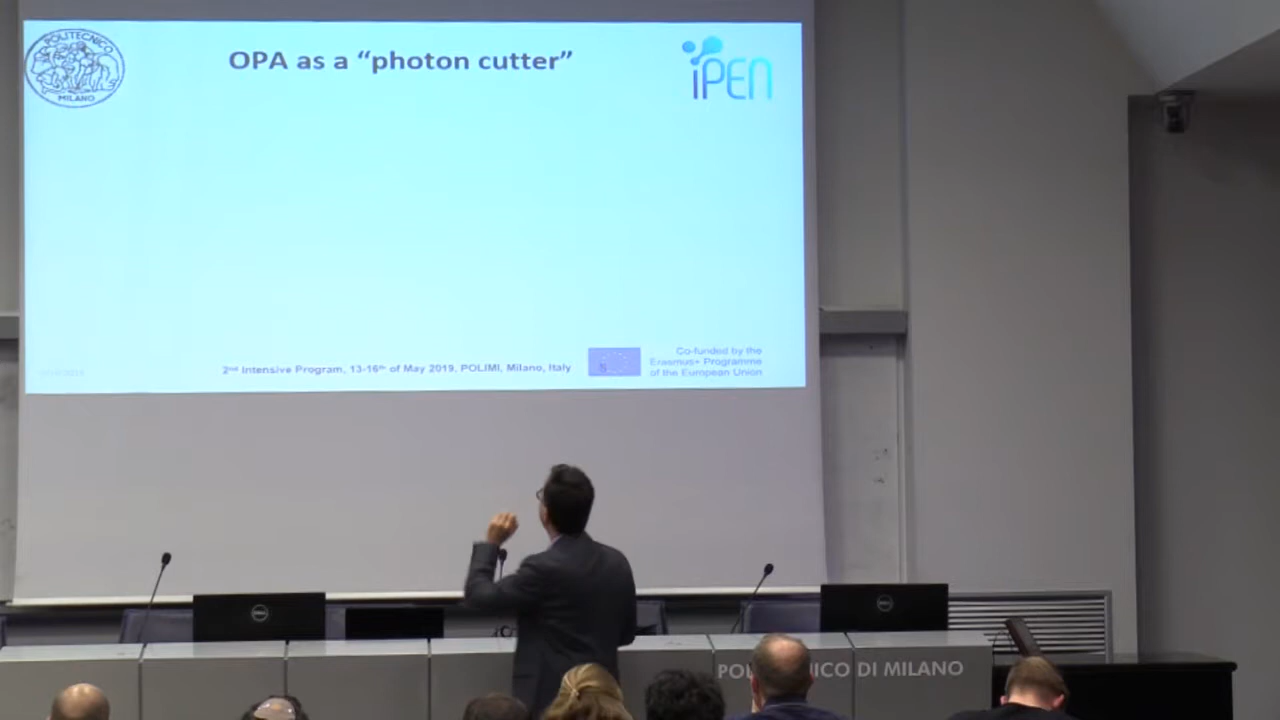 POLITECNICO
MILANO
OPA as a “photon cutter”
iPEN
2nd Intensive Program, 13-16th of May 2019, POLIMI, Milano, Italy
Co-funded by the
Erasmus+ Programme
of the European Union
DELL
DELL
DI MILANO